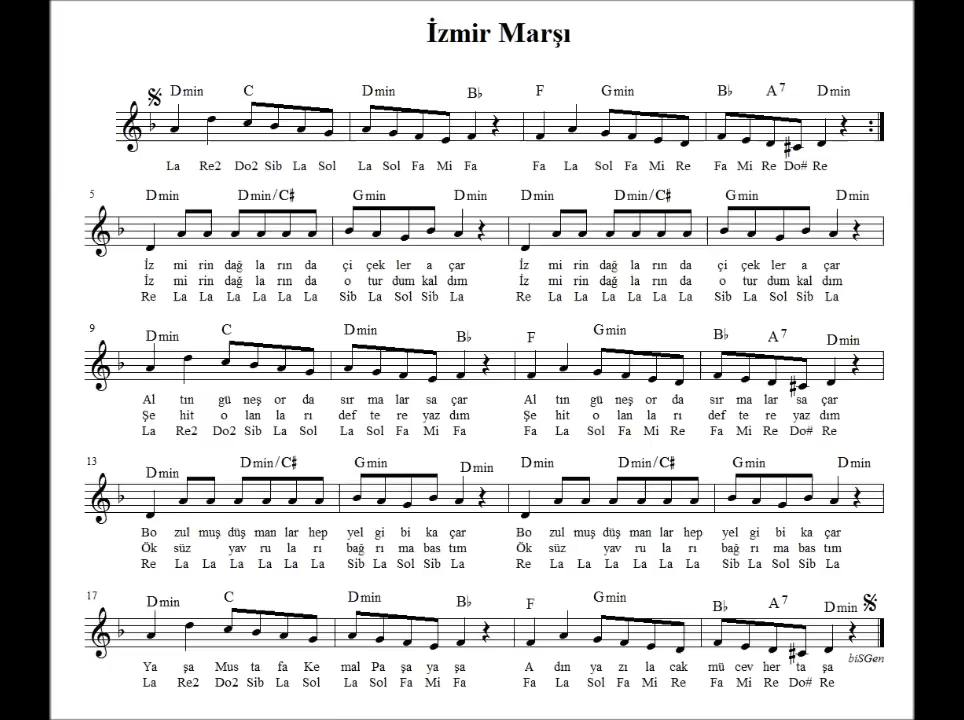 İzmir Marşı
Dmin C Dmin B♭ F Gmin B♭ A7 Dmin
La Re2 Do2 Sib La Sol La Sol Fa Mi Fa Fa La Sol Fa Mi Re Fa Mi Re Do# Re
5 Dmin Dmin/C♯ Gmin Dmin Dmin Dmin/C♯ Gmin Dmin
İz mi rin dağ la rın da çi çek ler a çar İz mi rin dağ la rın da çi çek ler a çar
İz mi rin dağ la rın da o tur dum kal dım İz mi rin dağ la rın da o tur dum kal dım
Re La La La La La La Sib La Sol Sib La Re La La La La La La Sib La Sol Sib La
9 Dmin C Dmin B♭ F Gmin B♭ A7 Dmin
Al tın gü neş or da sır ma lar sa çar Al tın gü neş or da sır ma lar sa çar
Şe hit o lan la rı def te re yaz dım Şe hit o lan la rı def te re yaz dım
La Re2 Do2 Sib La Sol La Sol Fa Mi Fa Fa La Sol Fa Mi Re Fa Mi Re Do# Re
13 Dmin Dmin/C♯ Gmin Dmin Dmin Dmin/C♯ Gmin Dmin
Bo zul muş düş man lar hep yel gi bi ka çar Bo zul muş düş man lar hep yel gi bi ka çar
Ök süz yav ru la rı bağ rı ma bas tım Ök süz yav ru la rı bağ rı ma bas tım
Re La La La La La La Sib La Sol Sib La Re La La La La La La Sib La Sol Sib La
17 Dmin C Dmin B♭ F Gmin B♭ A7 Dmin
biSGen
Ya şa Mus ta fa Ke mal Pa şa ya şa A dın ya zı la cak mü cev her ta şa
La Re2 Do2 Sib La Sol La Sol Fa Mi Fa Fa La Sol Fa Mi Re Fa Mi Re Do# Re